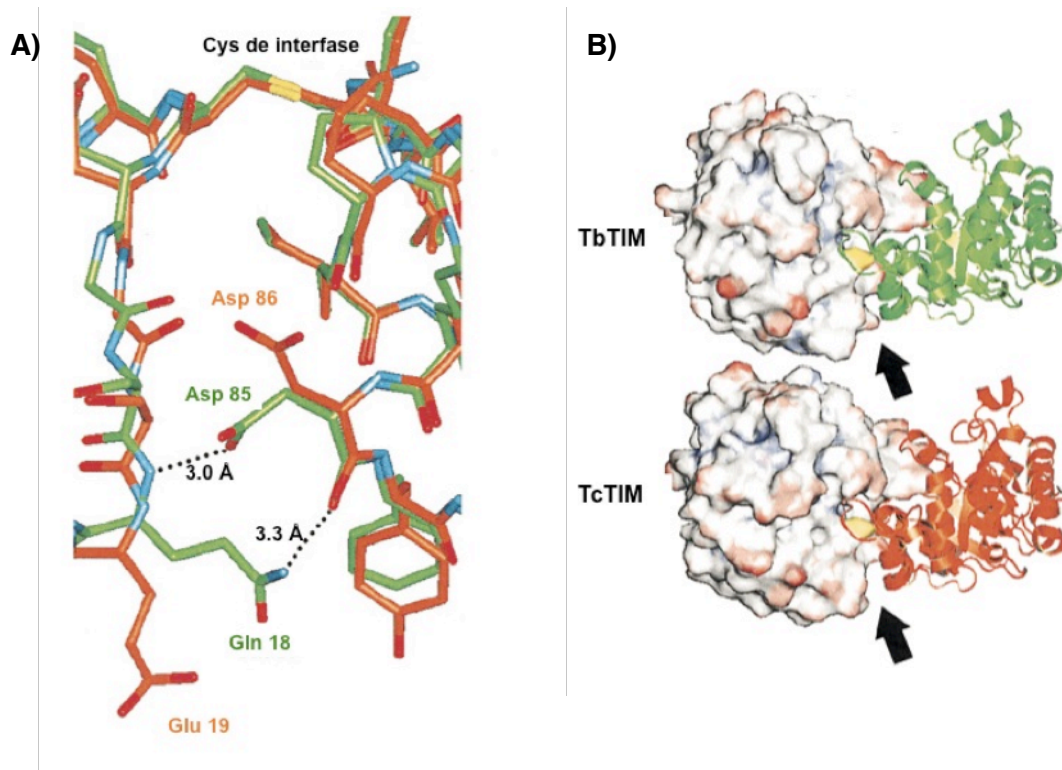 A)
Cys de interfase
Asp 86
Asp 85
3.0 Å
3.3 Å
Gln 18
Glu 19
B)
TbTIM
TcTIM